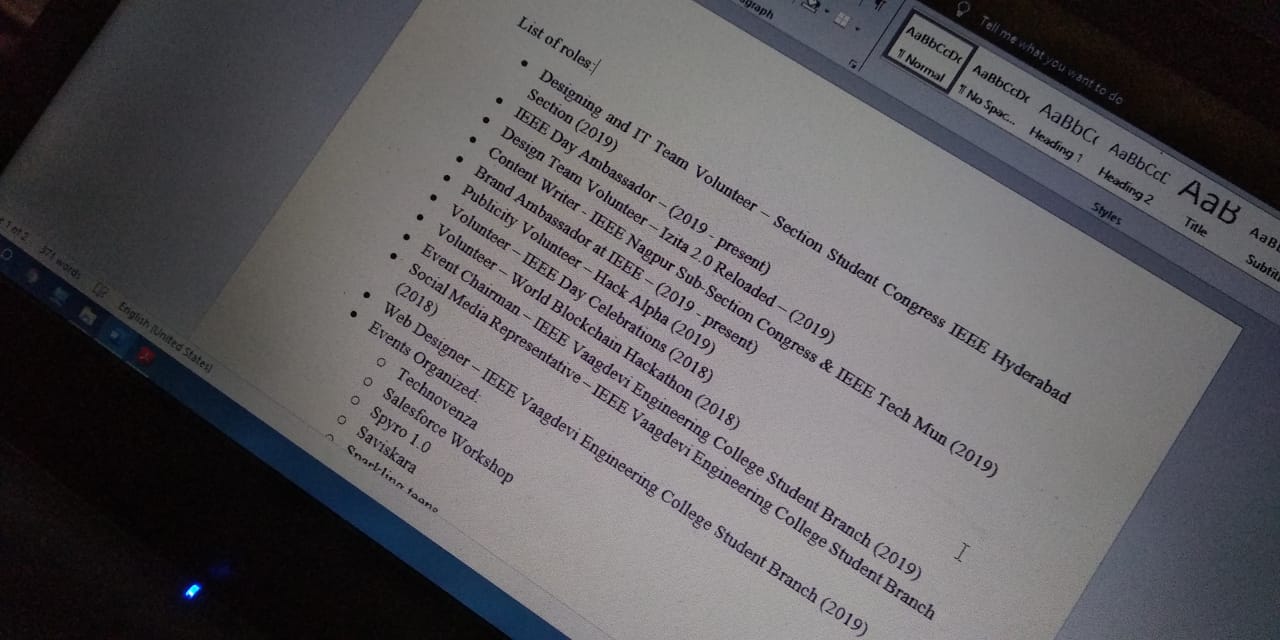 agraph
Tell me what you want to do
AaBbCcDc AaBbCcDc AaBbC( AaBbCcE AaB AaB
¶ Normal ¶ No Spac... Heading 1 Heading 2 Title Subtit
Styles
List of roles:
• Designing and IT Team Volunteer – Section Student Congress IEEE Hyderabad
Section (2019)
• IEEE Day Ambassador – (2019 - present)
• Design Team Volunteer – Izita 2.0 Reloaded – (2019)
• Content Writer - IEEE Nagpur Sub-Section Congress & IEEE Tech Mun (2019)
• Brand Ambassador at IEEE – (2019 - present)
• Publicity Volunteer – Hack Alpha (2019)
• Volunteer – IEEE Day Celebrations (2018)
• Volunteer – World Blockchain Hackathon (2018)
• Event Chairman – IEEE Vaagdevi Engineering College Student Branch (2019)
• Social Media Representative – IEEE Vaagdevi Engineering College Student Branch
(2018)
• Web Designer – IEEE Vaagdevi Engineering College Student Branch (2019)
• Events Organized:
o Technovenza
o Salesforce Workshop
o Spyro 1.0
o Saviskara
o Sparkling
e 1 of 2 371 words English (United States)